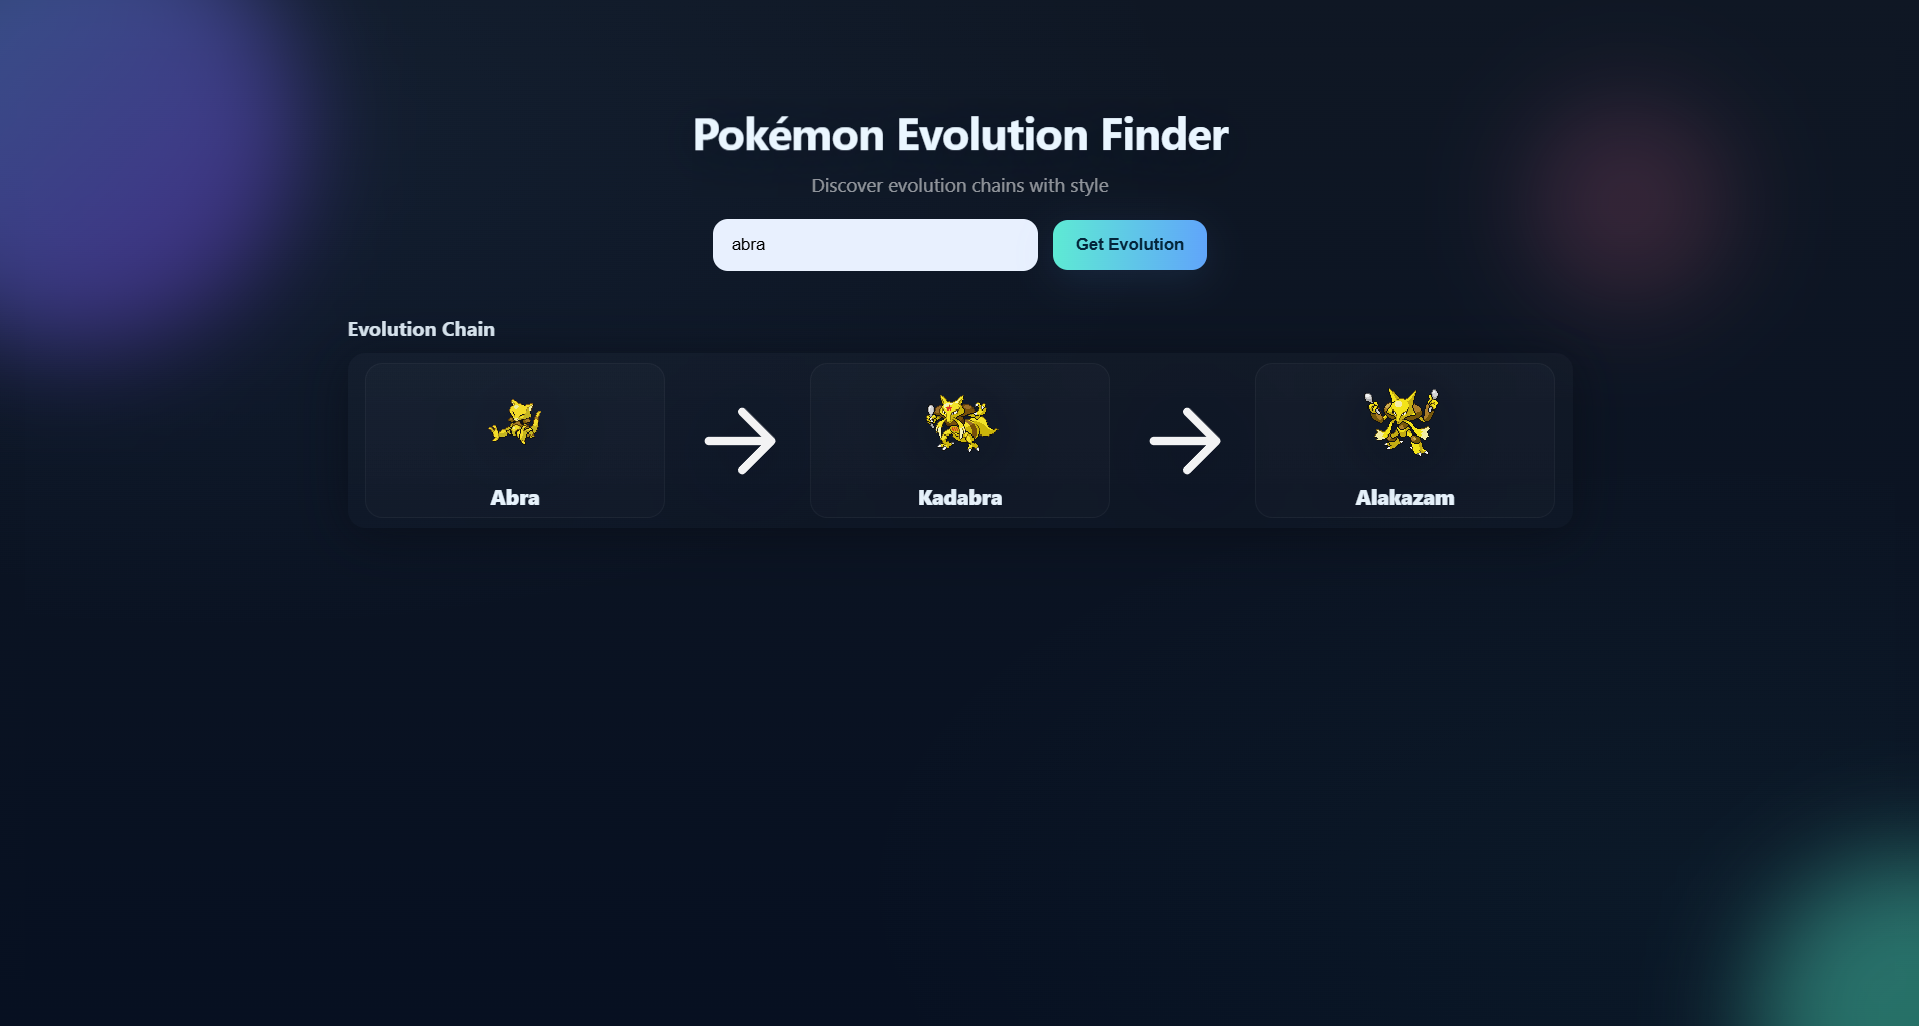 Pokémon Evolution Finder
Discover evolution chains with style
abra
Get Evolution
Evolution Chain
Abra
Kadabra
Alakazam